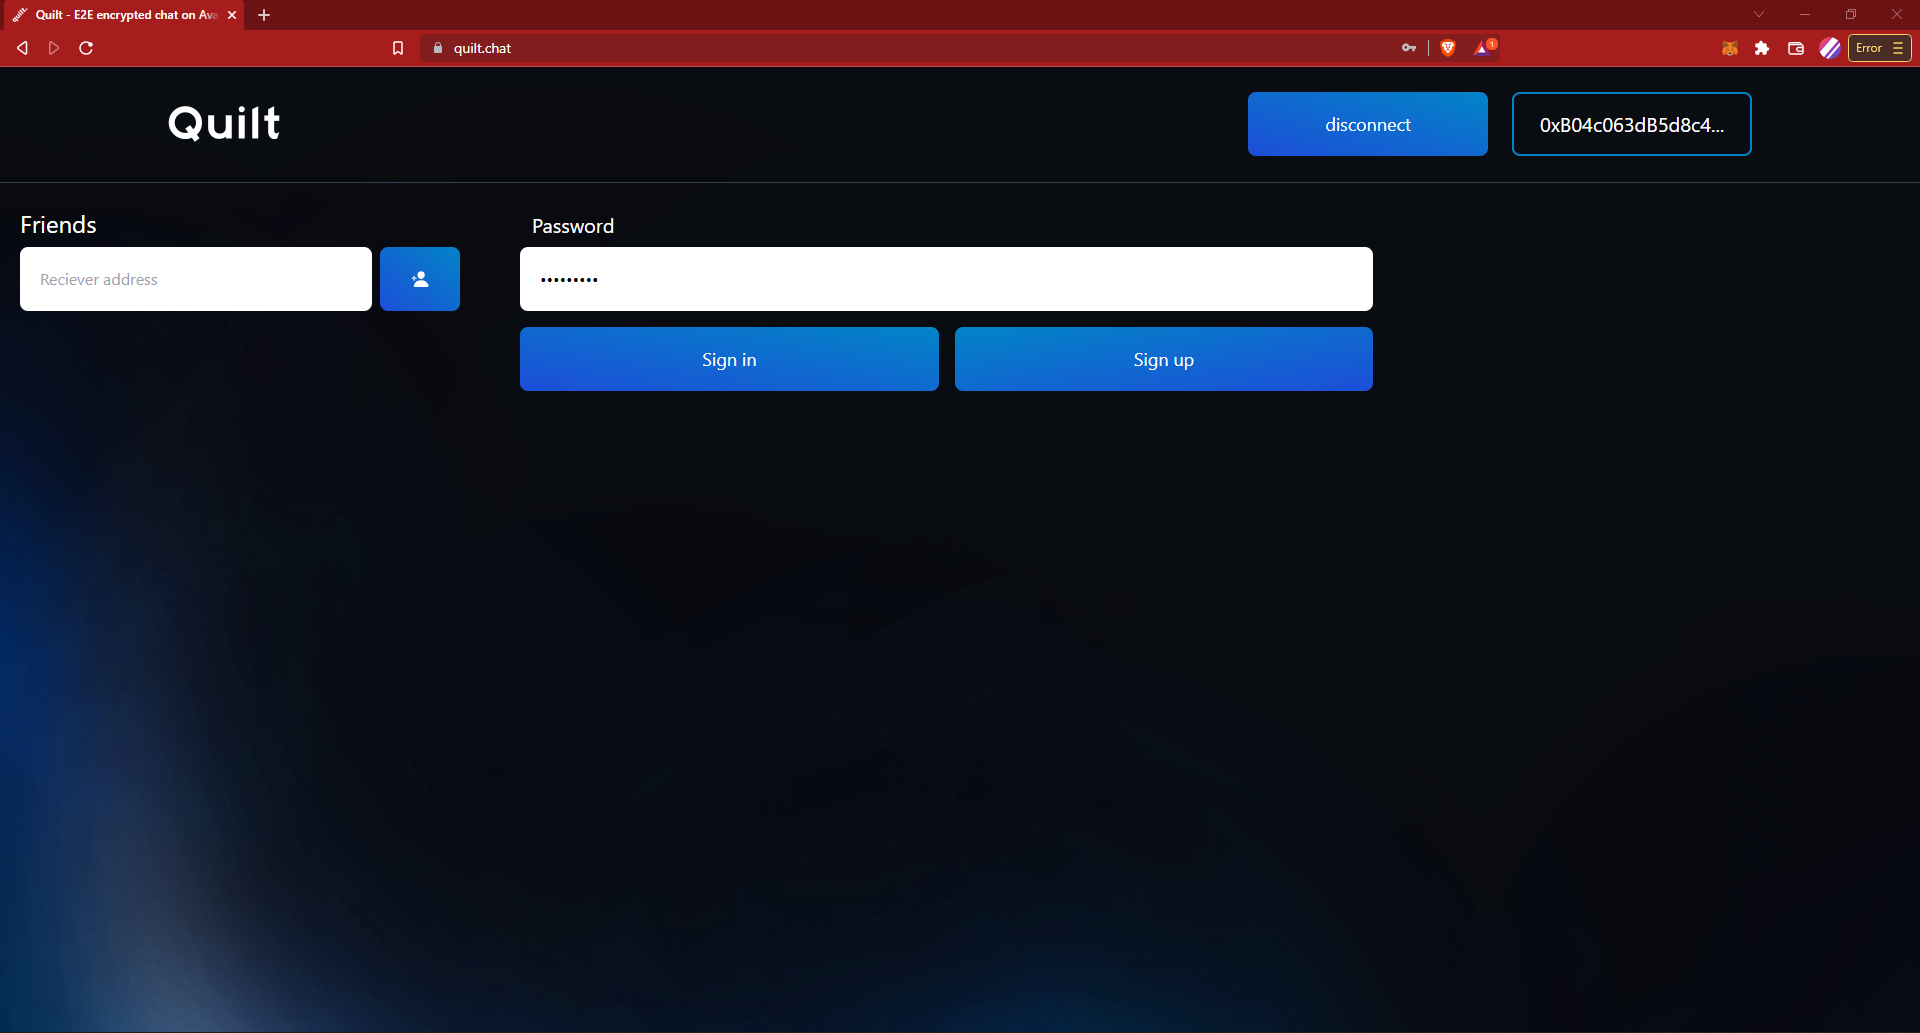 Quilt - E2E encrypted chat on Ava
quilt.chat
1
Error
Quilt
disconnect
0xB04c063dB5d8c4...
Friends
Password
Reciever address
•••••••••
Sign in
Sign up